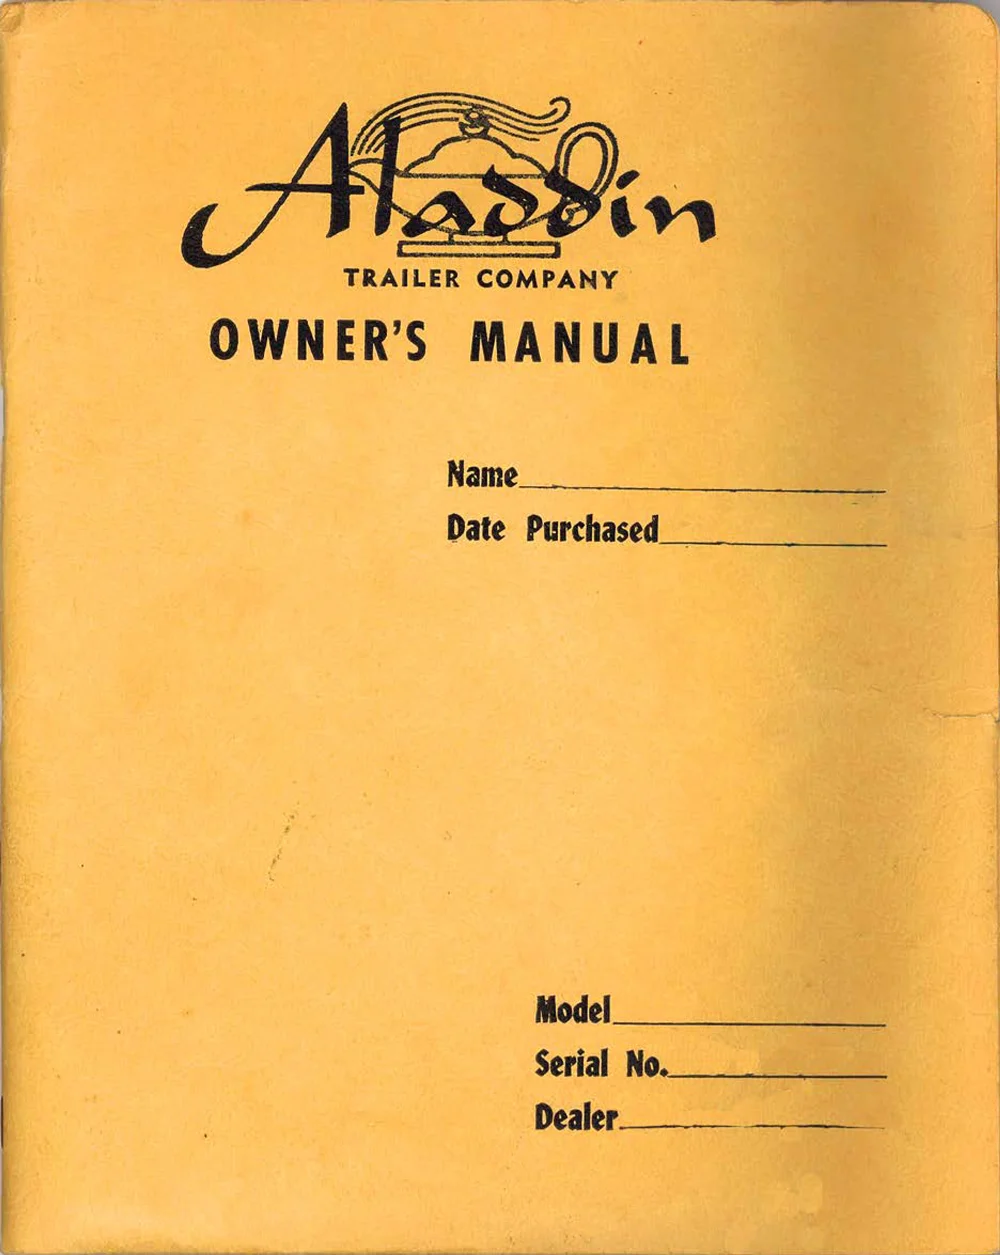 Aladdin
TRAILER COMPANY
OWNER'S MANUAL
Name
Date Purchased
Model
Serial No.
Dealer